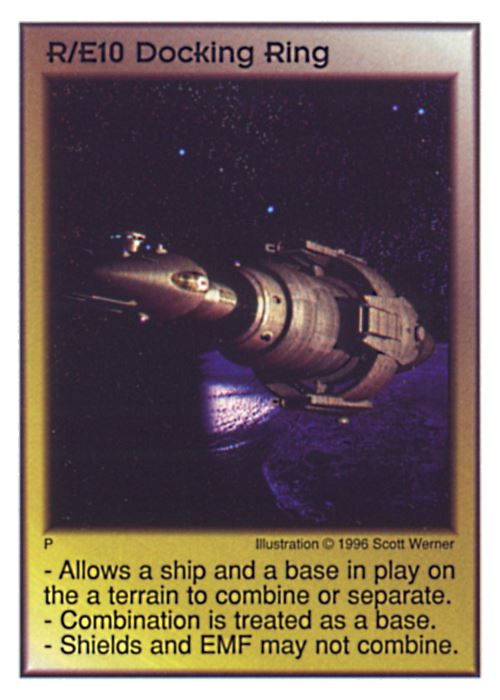 R/E10 Docking Ring
P
Illustration © 1996 Scott Werner
- Allows a ship and a base in play on
the a terrain to combine or separate.
- Combination is treated as a base.
- Shields and EMF may not combine.